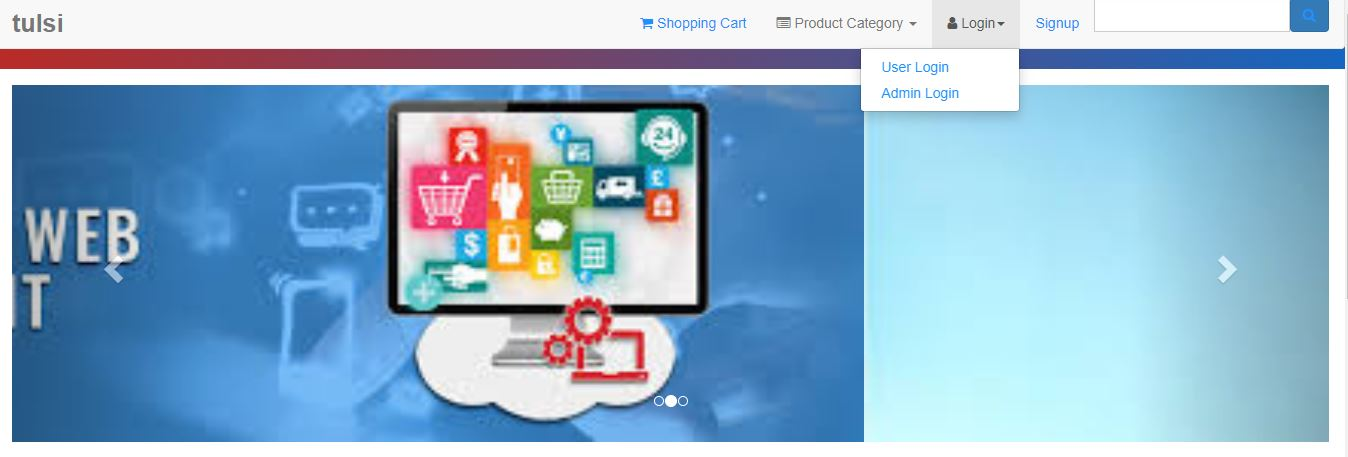 tulsi Shopping Cart Product Category Login Signup
User Login
Admin Login
WEB
24
¥
£
$